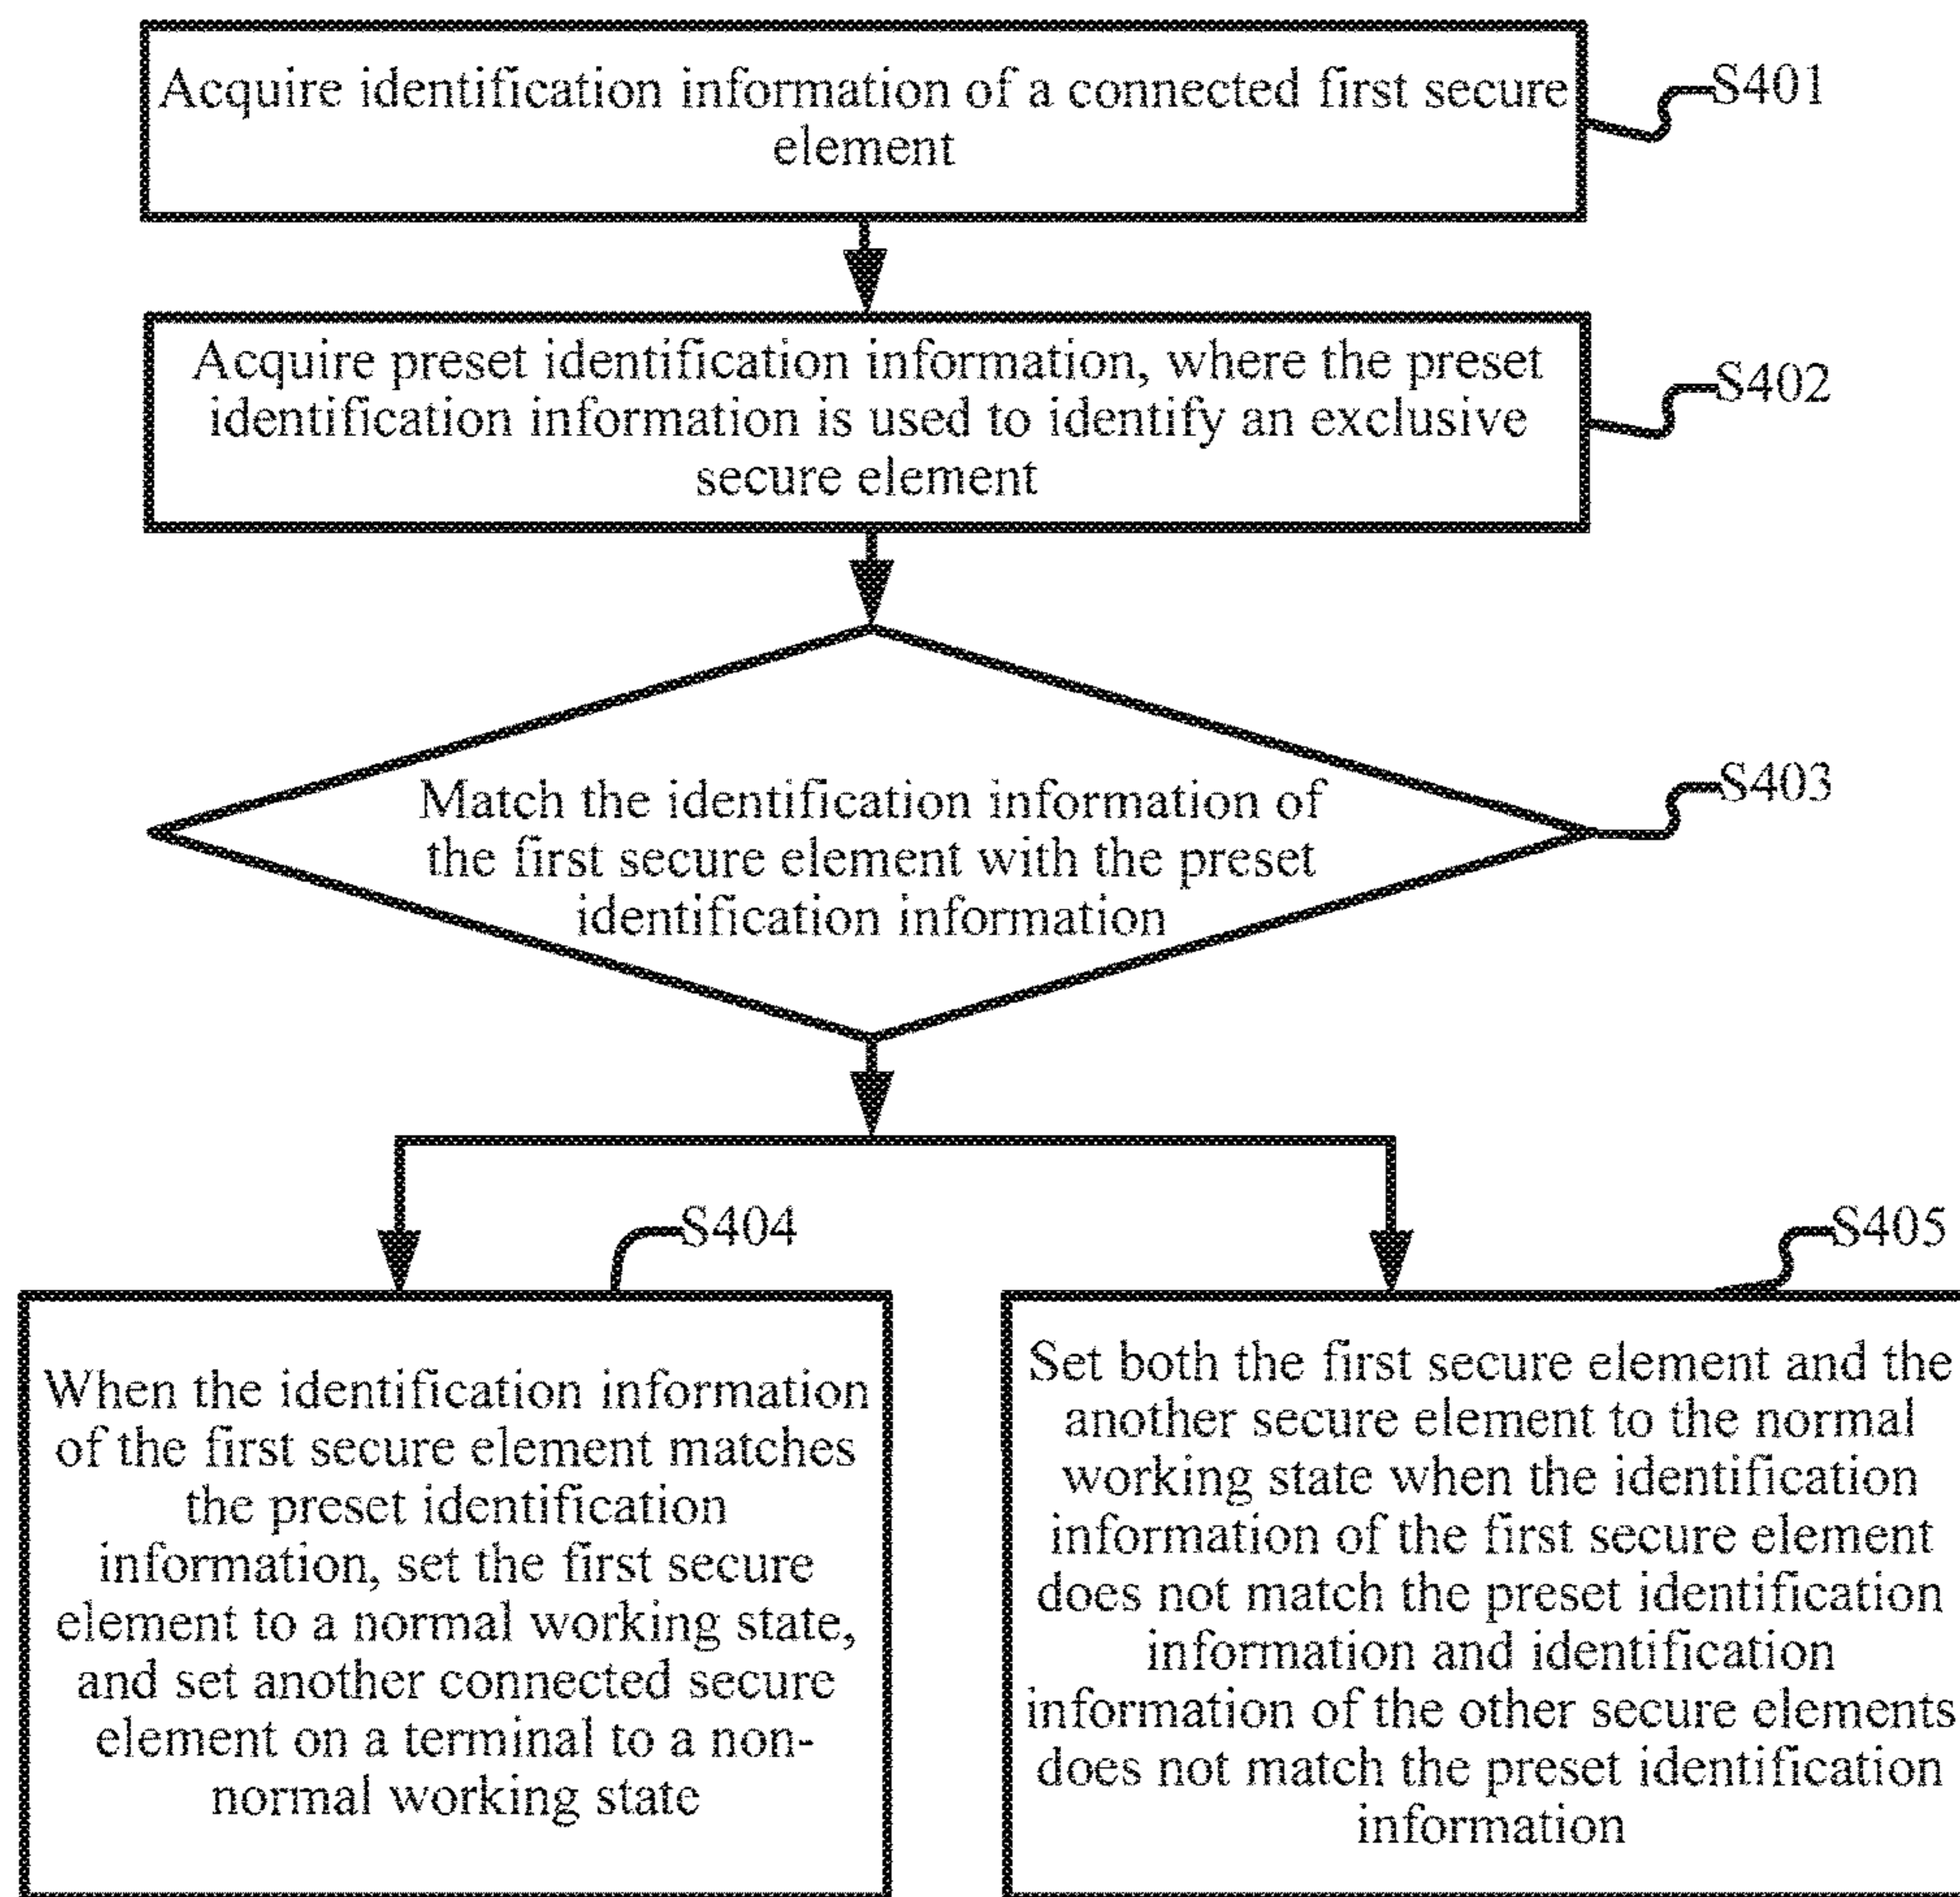 Acquire identification information of a connected first secure
element
S401
Acquire preset identification information, where the preset
identification information is used to identify an exclusive
secure element
S402
Match the identification information of
the first secure element with the preset
identification information
S403
S404
When the identification information
of the first secure element matches
the preset identification
information, set the first secure
element to a normal working state,
and set another connected secure
element on a terminal to a non-
normal working state
S405
Set both the first secure element and the
another secure element to the normal
working state when the identification
information of the first secure element
does not match the preset identification
information and identification
information of the other secure elements
does not match the preset identification
information